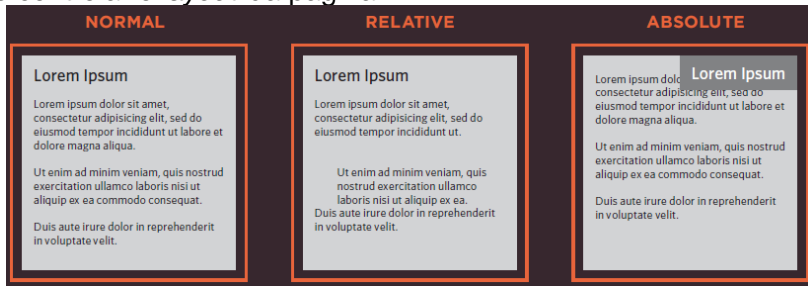 NORMAL
Lorem Ipsum
Lorem ipsum dolor sit amet,
consectetur adipisicing elit, sed do
eiusmod tempor incididunt ut labore et
dolore magna aliqua.
Ut enim ad minim veniam, quis nostrud
exercitation ullamco laboris nisi ut
aliquip ex ea commodo consequat.
Duis aute irure dolor in reprehenderit
in voluptate velit.
RELATIVE
Lorem Ipsum
Lorem ipsum dolor sit amet,
consectetur adipisicing elit, sed do
eiusmod tempor incididunt ut.
Ut enim ad minim veniam, quis
nostrud exercitation ullamco
laboris nisi ut aliquip ex ea.
Duis aute irure dolor in reprehenderit
in voluptate velit.
ABSOLUTE
Lorem Ipsum
Lorem ipsum
consectetur adipisicing elit, sed do
eiusmod tempor incididunt ut labore et
dolore magna aliqua.
Ut enim ad minim veniam, quis nostrud
exercitation ullamco laboris nisi ut
aliquip ex ea commodo consequat.
Duis aute irure dolor in reprehenderit
in voluptate velit.